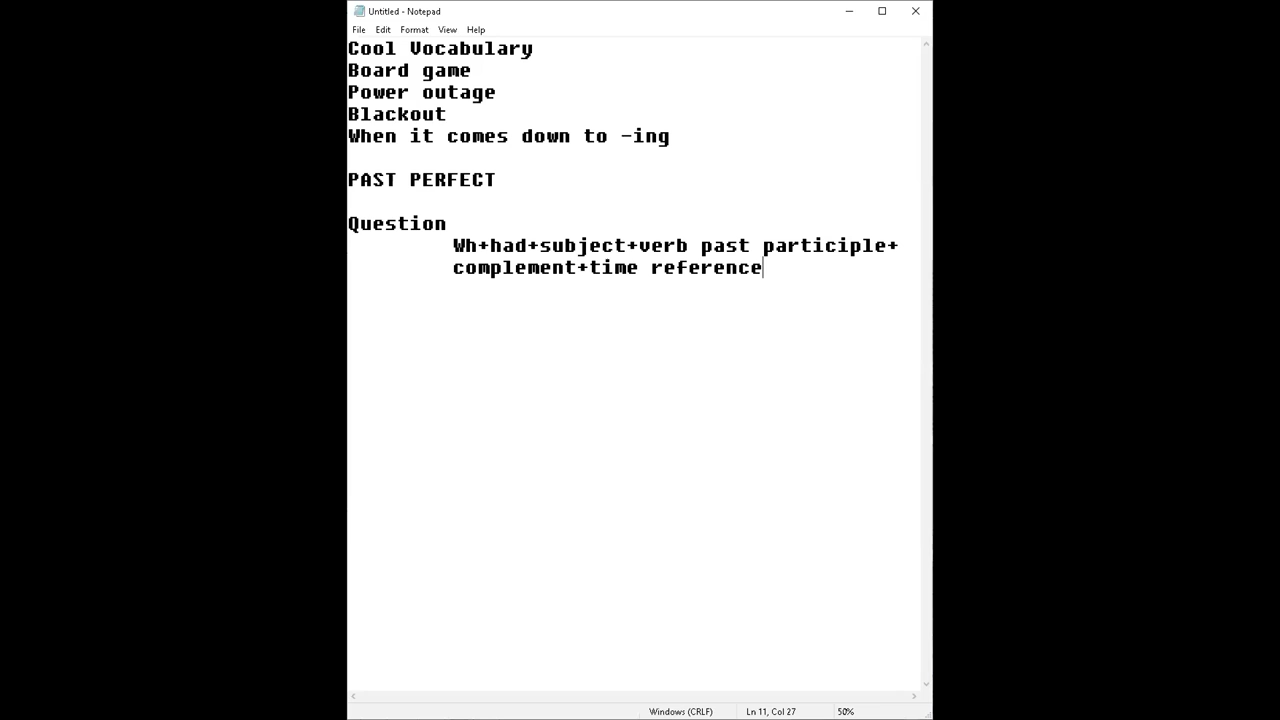 Untitled - Notepad
File Edit Format View Help
Cool Vocabulary
Board game
Power outage
Blackout
When it comes down to -ing
PAST PERFECT
Question
Wh+had+subject+verb past participle+
complement+time reference
Windows (CRLF) Ln 11, Col 27 50%